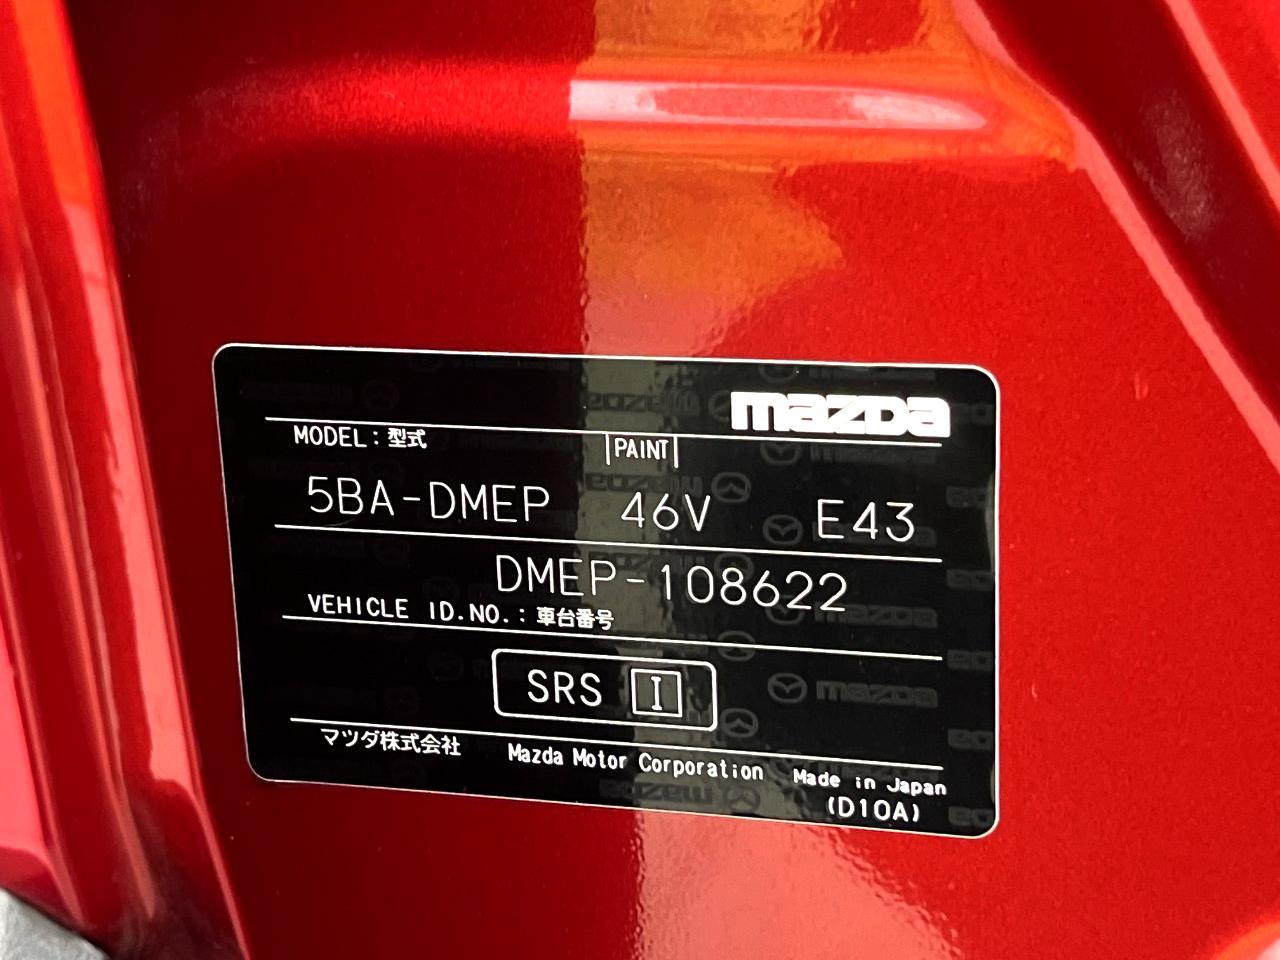 mazda
MODEL：型式 PAINT
5BA-DMEP 46V E43
DMEP-108622
VEHICLE ID.NO.：車台番号
SRS I
マツダ株式会社 Mazda Motor Corporation Made in Japan
(D10A)